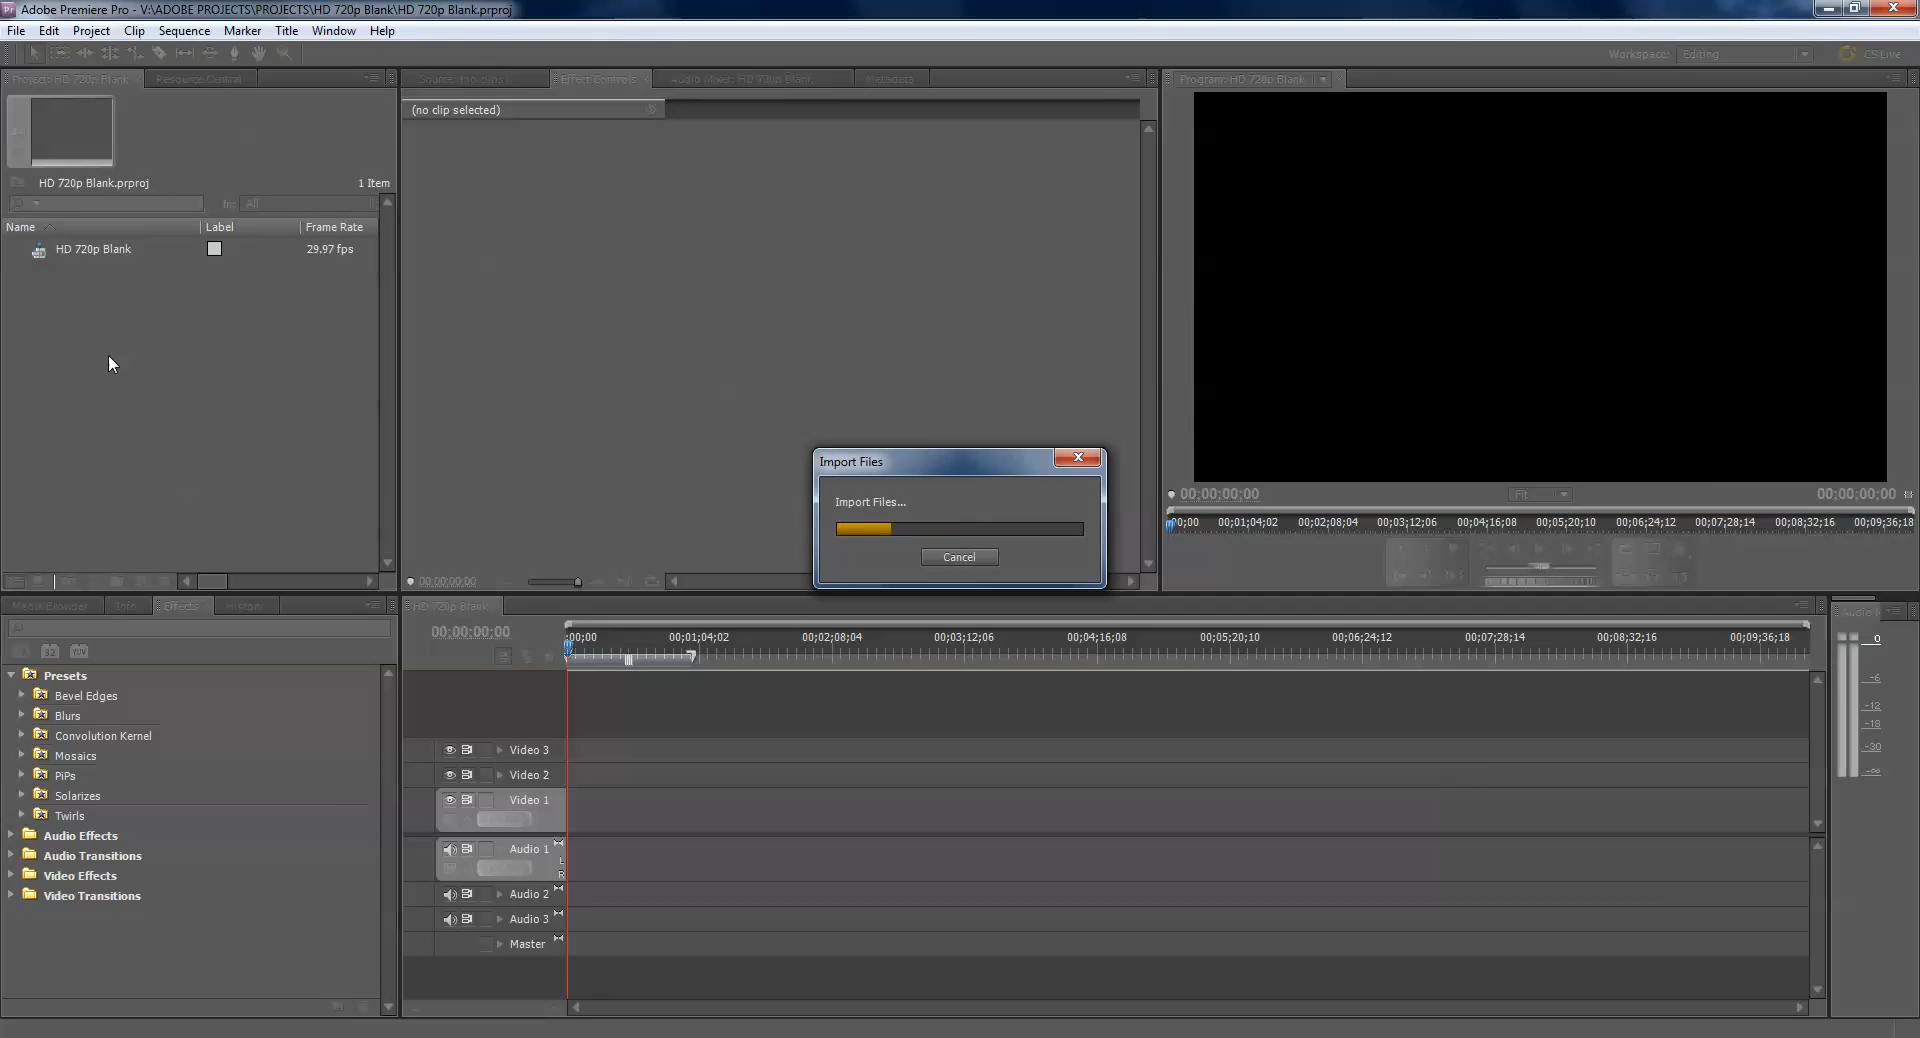 Adobe Premiere Pro - V:\ADOBE PROJECTS\PROJECTS\HD 720p Blank\HD 720p Blank.prproj
File Edit Project Clip Sequence Marker Title Window Help
Workspace: Editing CS Live
Project: HD 720p Blank Resource Central
Source: (no clips) Effect Controls Audio Mixer: HD 720p Blank Metadata
Program: HD 720p Blank
(no clip selected)
HD 720p Blank.prproj 1 Item
In: All
Name Label Frame Rate
HD 720p Blank 29.97 fps
Import Files
Import Files...
Cancel
00;00;00;00
00;00;00;00 Fit 00;00;00;00
00;00 00;01;04;02 00;02;08;04 00;03;12;06 00;04;16;08 00;05;20;10 00;06;24;12 00;07;28;14 00;08;32;16 00;09;36;18
Media Browser Info Effects History
32 YUV
Presets
Bevel Edges
Blurs
Convolution Kernel
Mosaics
PiPs
Solarizes
Twirls
Audio Effects
Audio Transitions
Video Effects
Video Transitions
HD 720p Blank
00;00;00;00
;00;00 00;01;04;02 00;02;08;04 00;03;12;06 00;04;16;08 00;05;20;10 00;06;24;12 00;07;28;14 00;08;32;16 00;09;36;18
Video 3
Video 2
Video 1
Audio 1
L
R
Audio 2
Audio 3
Master
Audio
0
-6
-12
-18
-30
-∞